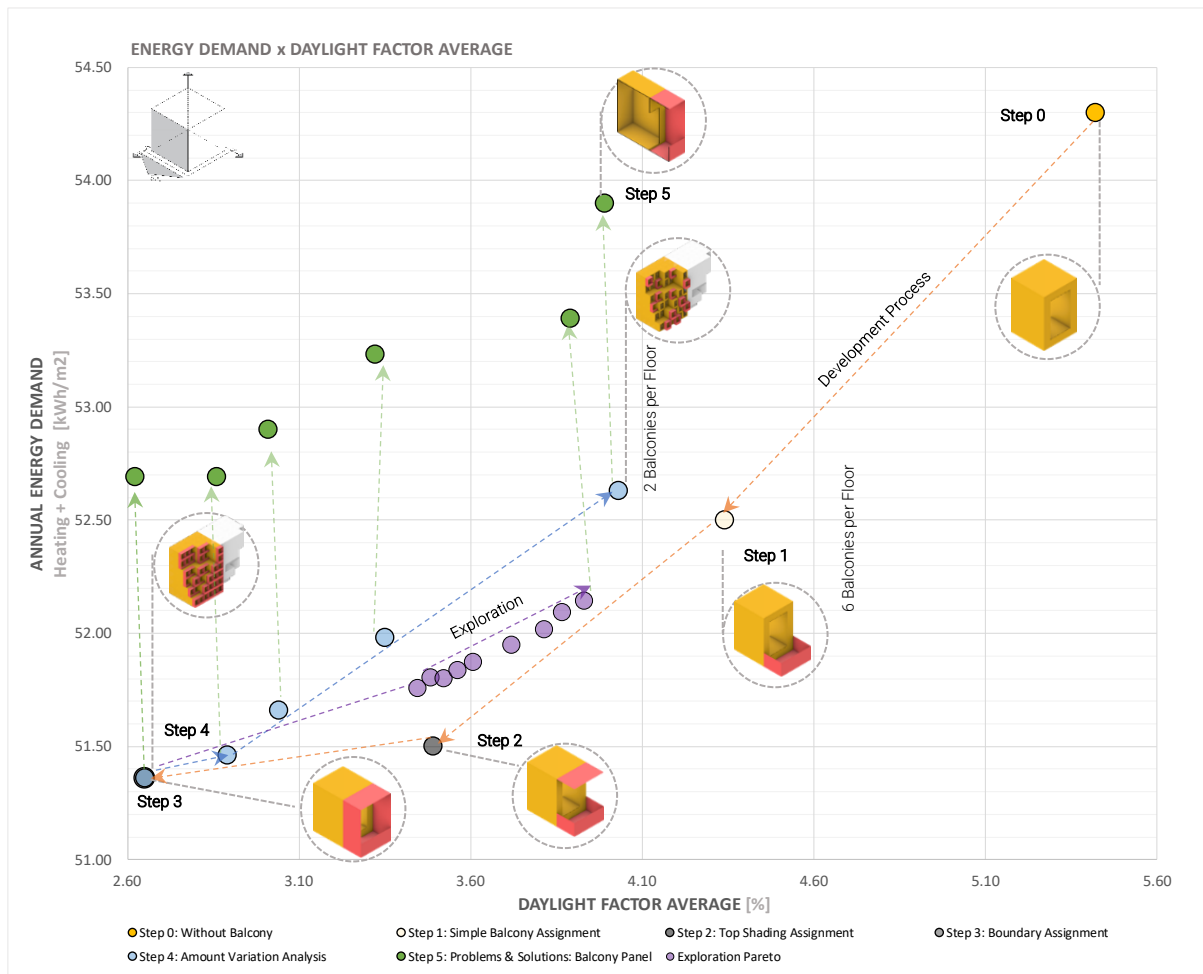 ENERGY DEMAND x DAYLIGHT FACTOR AVERAGE
54.50
54.00
53.50
53.00
52.50
52.00
51.50
51.00
ANNUAL ENERGY DEMAND
Heating + Cooling [kWh/m2]
Step 0
Step 5
Development Process
2 Balconies per Floor
6 Balconies per Floor
Step 1
Exploration
Step 4
Step 2
Step 3
2.60 3.10 3.60 4.10 4.60 5.10 5.60
DAYLIGHT FACTOR AVERAGE [%]
Step 0: Without Balcony Step 1: Simple Balcony Assignment Step 2: Top Shading Assignment Step 3: Boundary Assignment
Step 4: Amount Variation Analysis Step 5: Problems & Solutions: Balcony Panel Exploration Pareto